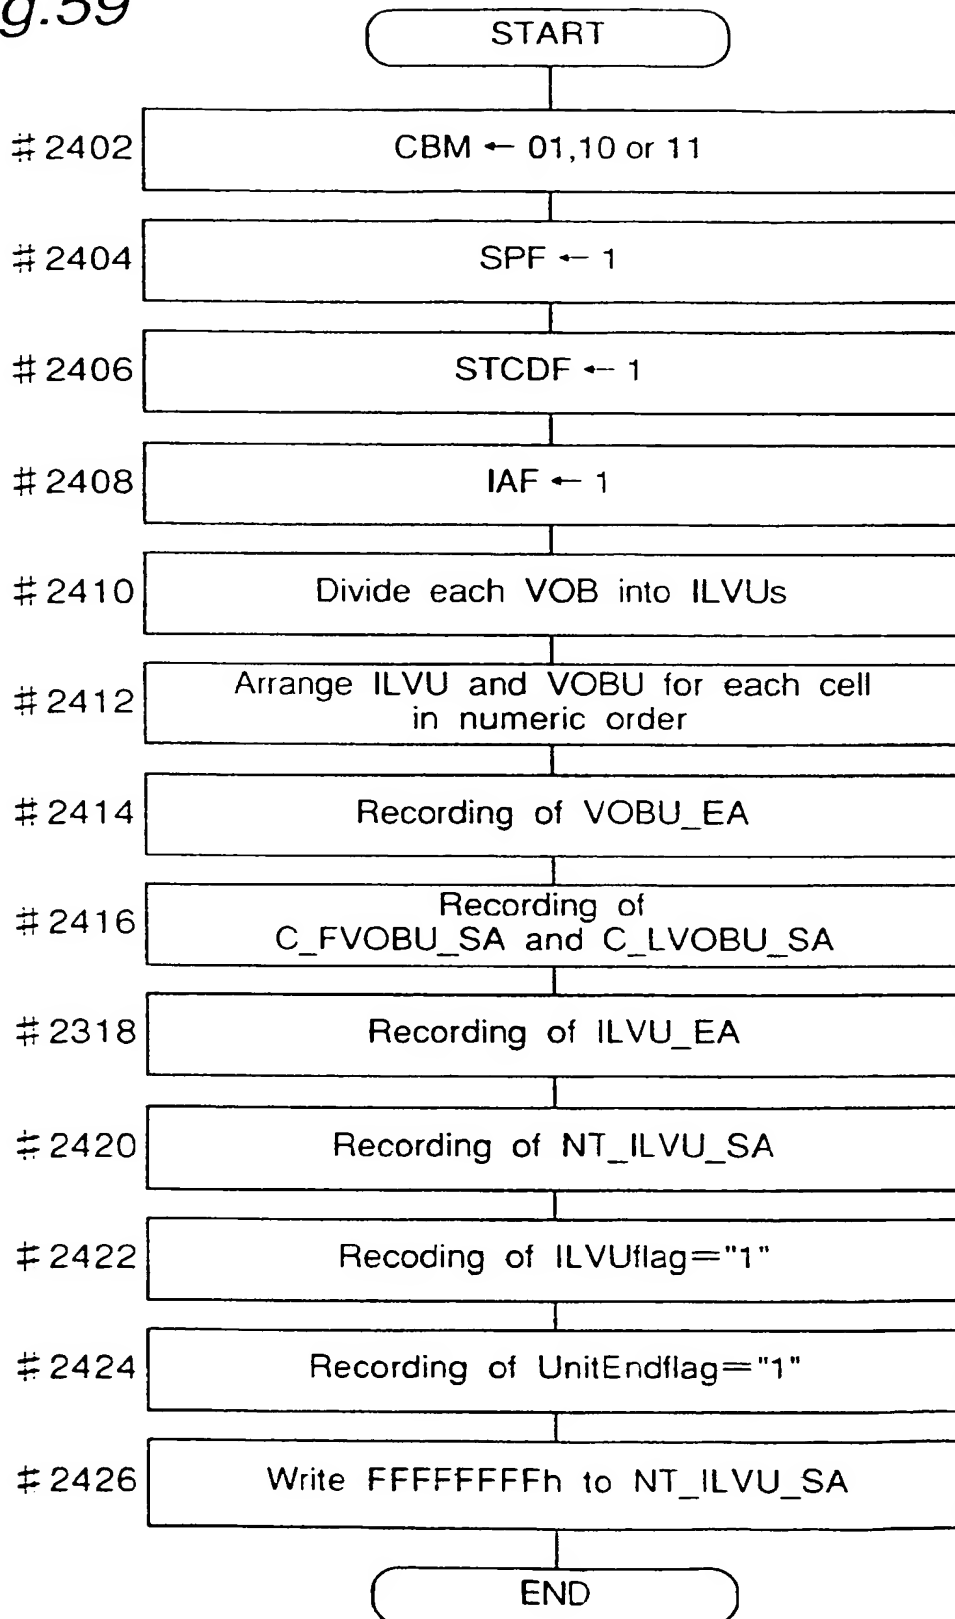 g.59
START
#2402 CBM ← 01,10 or 11
#2404 SPF ← 1
#2406 STCDF ← 1
#2408 IAF ← 1
#2410 Divide each VOB into ILVUs
#2412 Arrange ILVU and VOBU for each cell
in numeric order
#2414 Recording of VOBU_EA
#2416 Recording of
C_FVOBU_SA and C_LVOBU_SA
#2318 Recording of ILVU_EA
#2420 Recording of NT_ILVU_SA
#2422 Recoding of ILVUflag="1"
#2424 Recording of UnitEndflag="1"
#2426 Write FFFFFFFFh to NT_ILVU_SA
END